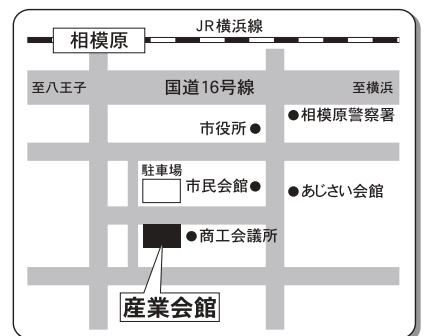 JR横浜線
相模原
至八王子
国道16号線
至横浜
●相模原警察署
市役所●
駐車場
市民会館●
●あじさい会館
●商工会議所
産業会館